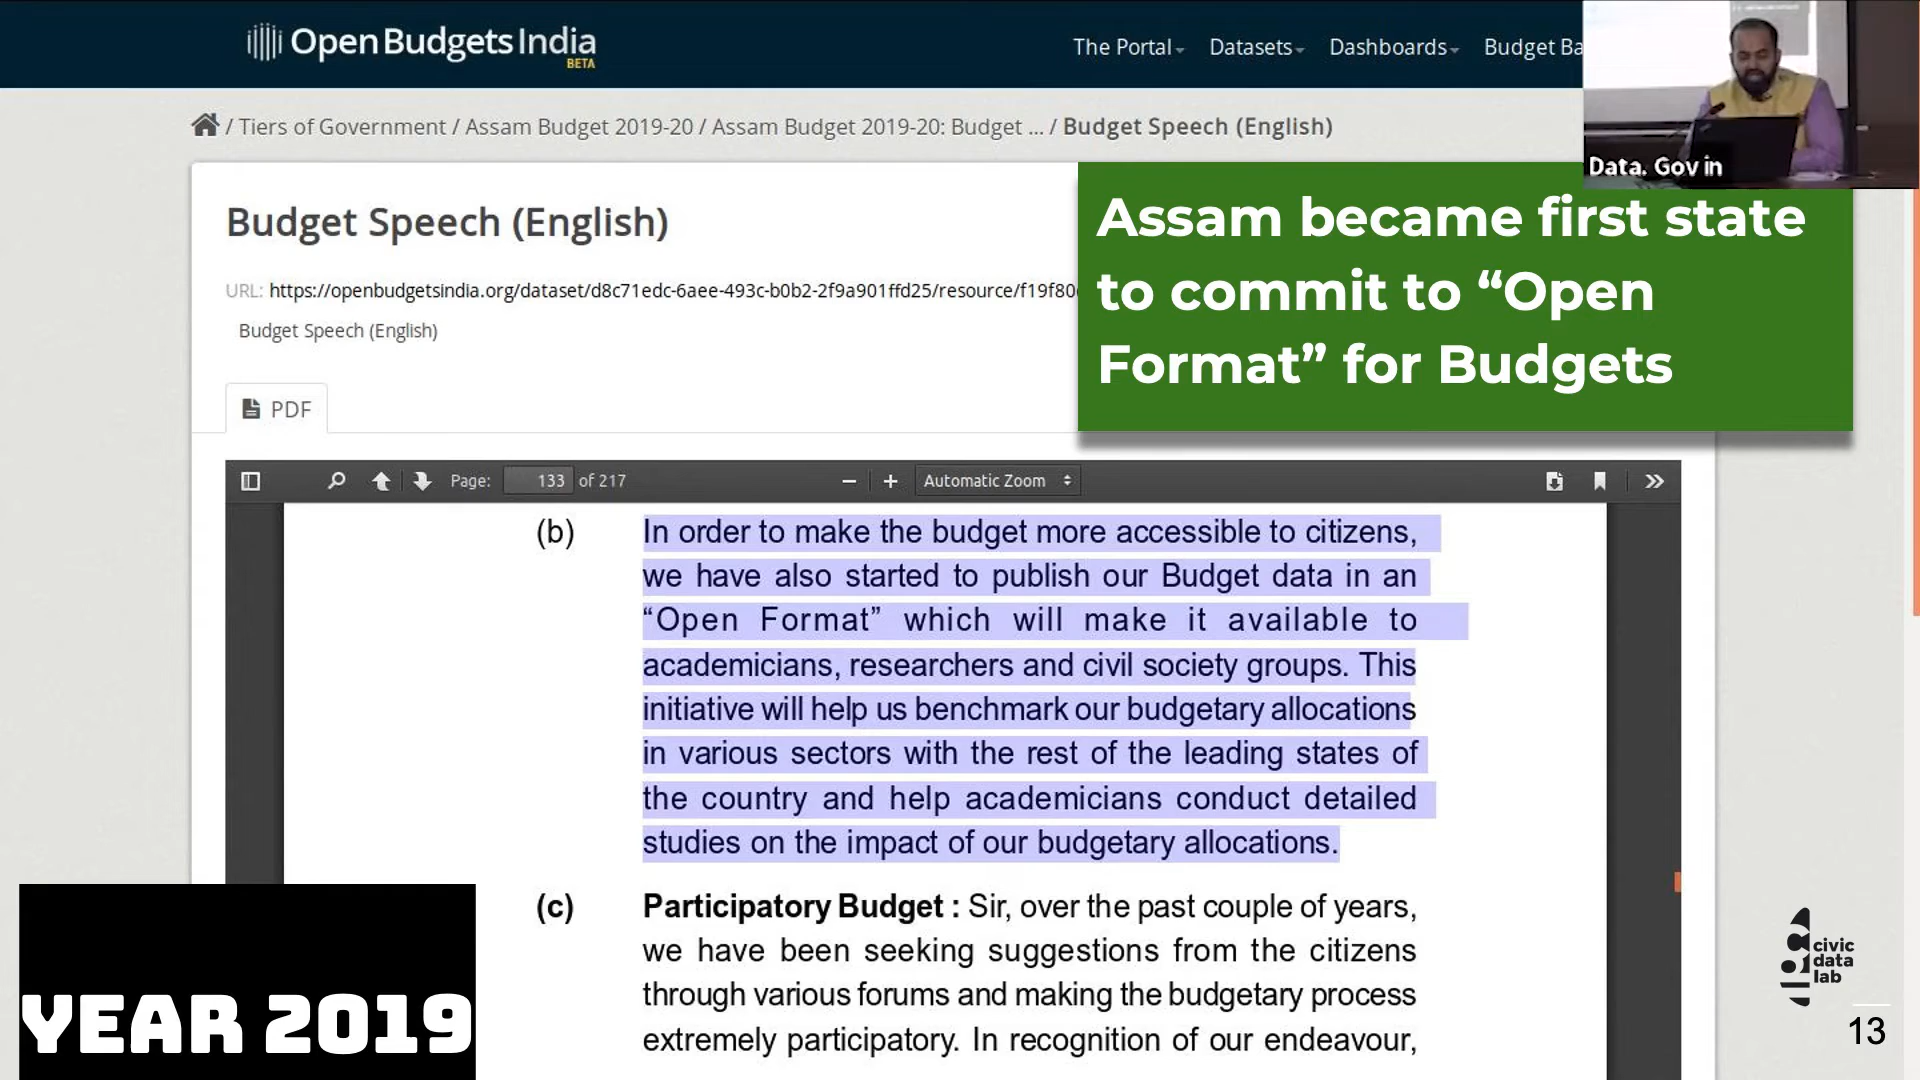 Open Budgets India
BETA
The Portal
Datasets
Dashboards
Budget Ba
Data. Gov in
/ Tiers of Government / Assam Budget 2019-20 / Assam Budget 2019-20: Budget ... / Budget Speech (English)
Budget Speech (English)
URL: https://openbudgetsindia.org/dataset/d8c71edc-6aee-493c-b0b2-2f9a901ffd25/resource/f19f80
Budget Speech (English)
Assam became first state
to commit to “Open
Format” for Budgets
PDF
Page: 133 of 217
Automatic Zoom
(b) In order to make the budget more accessible to citizens,
we have also started to publish our Budget data in an
“Open Format” which will make it available to
academicians, researchers and civil society groups. This
initiative will help us benchmark our budgetary allocations
in various sectors with the rest of the leading states of
the country and help academicians conduct detailed
studies on the impact of our budgetary allocations.
(c) Participatory Budget : Sir, over the past couple of years,
we have been seeking suggestions from the citizens
through various forums and making the budgetary process
extremely participatory. In recognition of our endeavour,
YEAR 2019
civic
data
lab
13